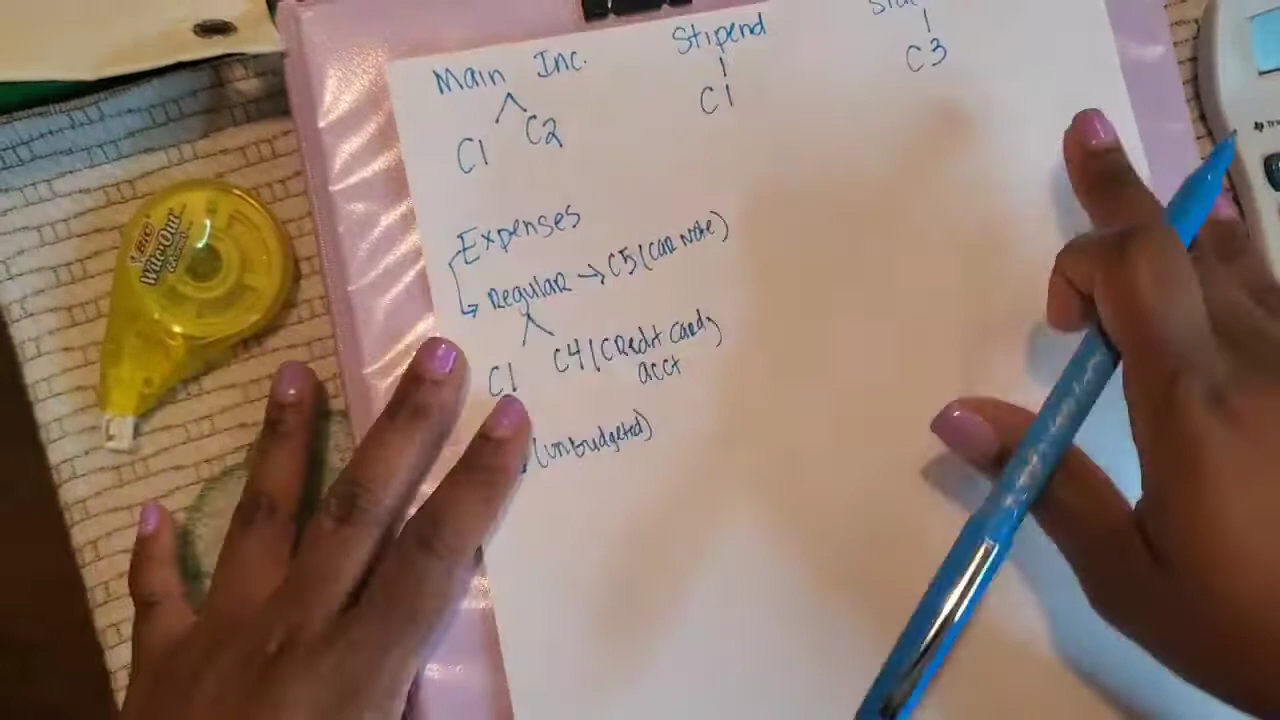 Main Inc.
Stipend
C1
C2
C1
C3
Expenses
Regular → C5 (car note)
C1
C4 (credit card
acct
(unbudgeted)
BIC
Wite-Out